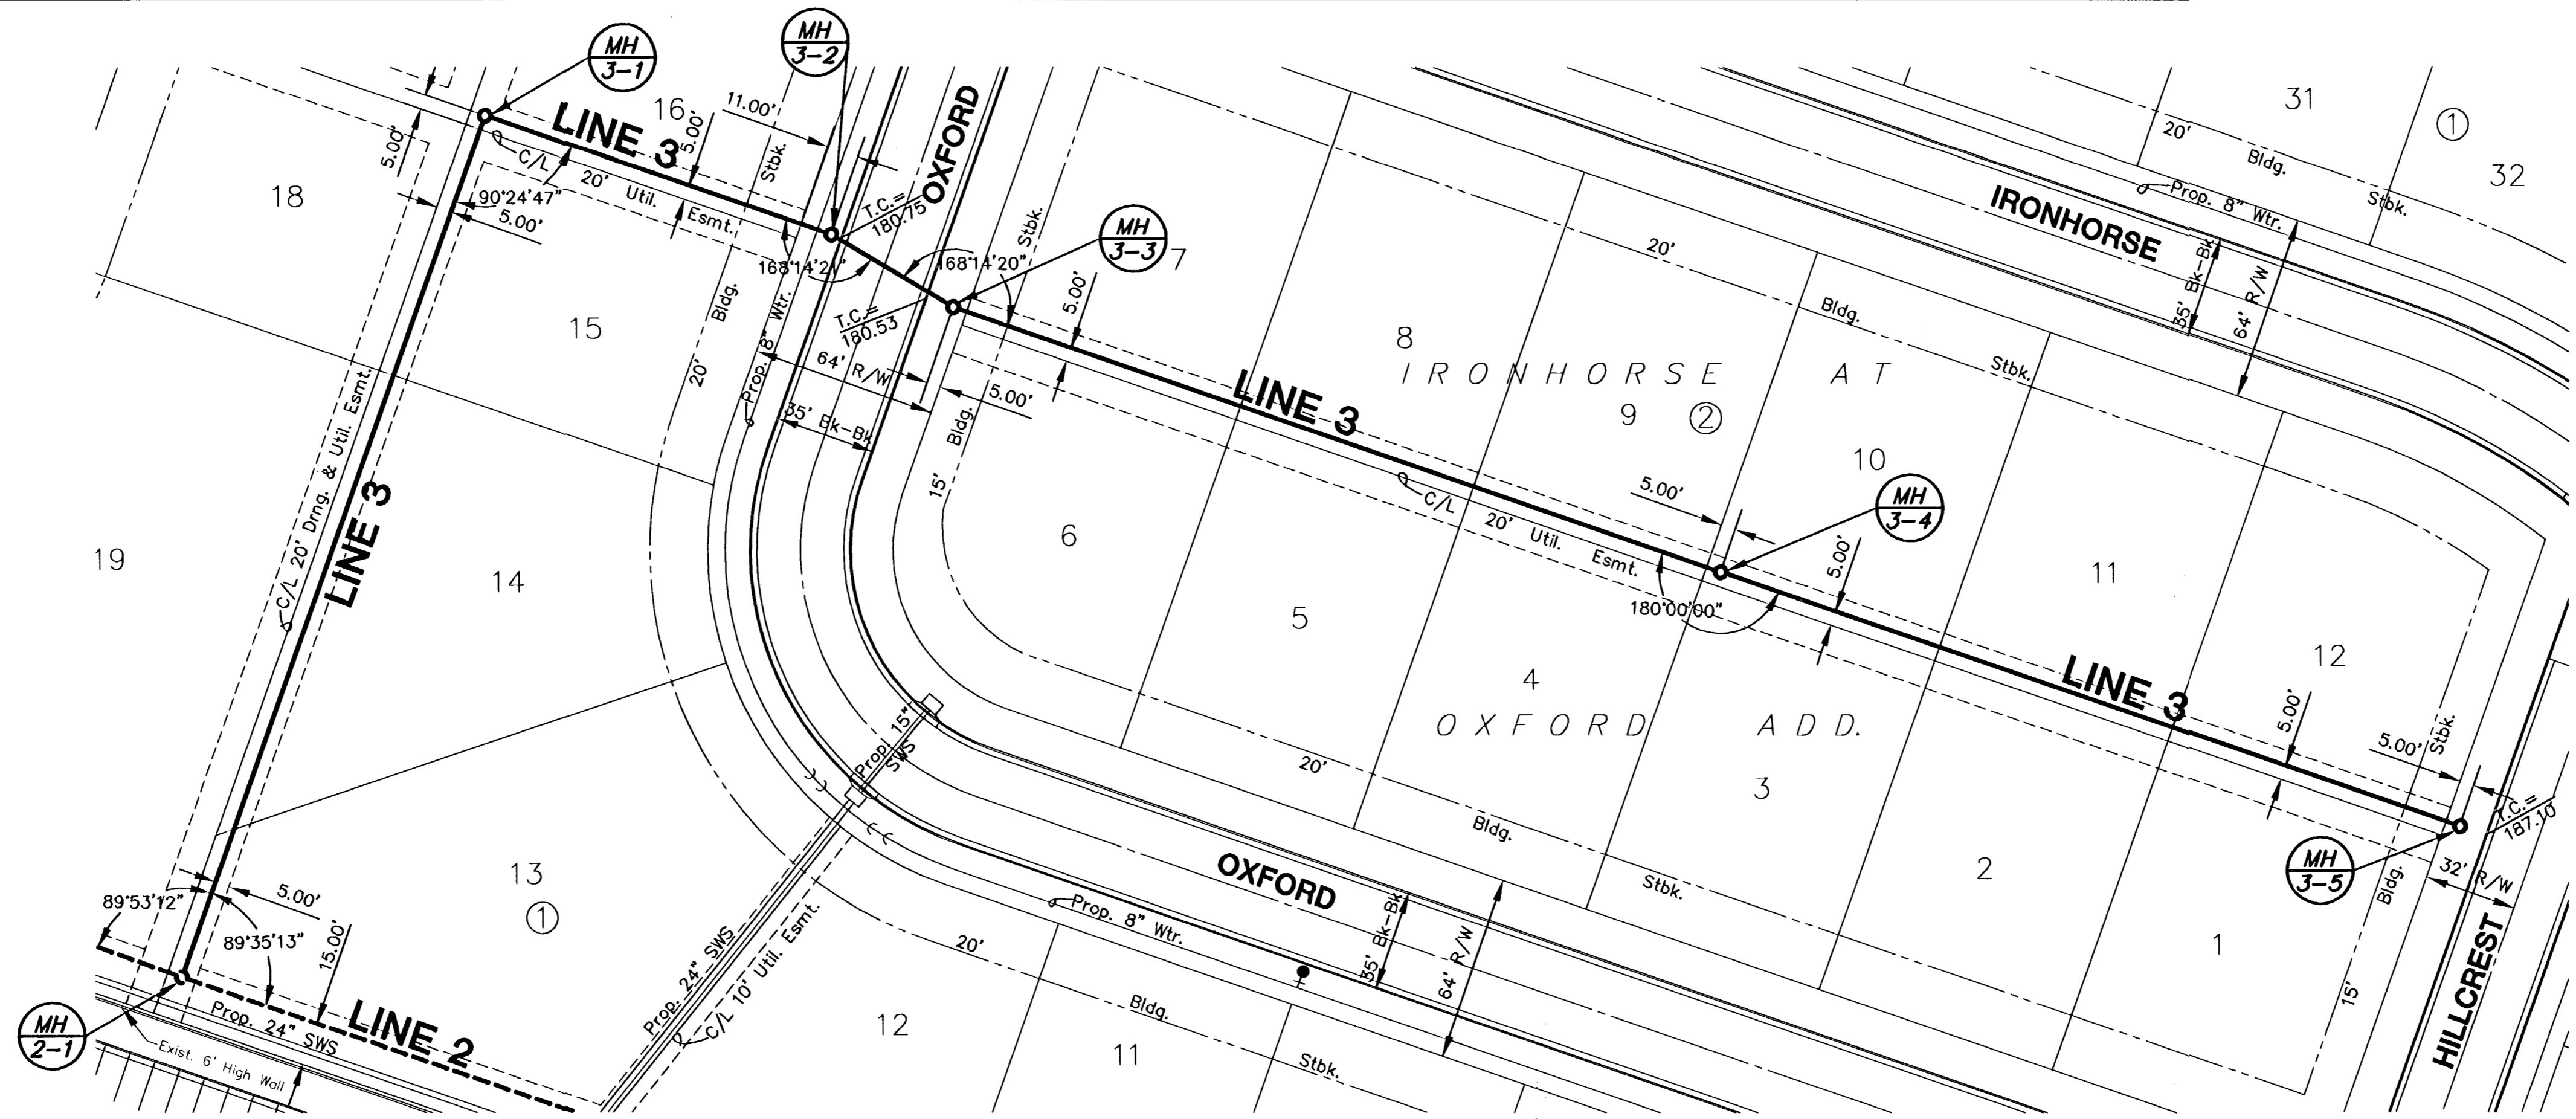 MH
3-1
MH
3-2
LINE 3
16
11.00'
5.00'
Stbk.
OXFORD
31
1
32
20'
Bldg.
Stbk.
Prop. 8" Wtr.
IRONHORSE
35' Bk-Bk
64' R/W
5.00'
C/L
20' Util. Esmt.
90°24'47"
5.00'
18
T.C.=
180.75
Stbk.
MH
3-3
7
168°14'21"
168°14'20"
5.00'
20'
Bldg.
Stbk.
15
Bldg.
20'
Prop. 8" Wtr.
T.C.=
180.53
64' R/W
35' Bk-Bk
5.00'
Bldg.
15'
8
IRONHORSE AT
LINE 3
9
2
10
5.00'
MH
3-4
C/L
20' Util. Esmt.
5.00'
180°00'00"
11
C/L 20' Drng. & Util. Esmt.
LINE 3
19
14
6
5
4
OXFORD ADD.
LINE 3
12
5.00'
5.00'
Stbk.
T.C.=
187.10
MH
3-5
32' R/W
Bldg.
15'
HILLCREST
Prop. 15"
SWS
20'
Bldg.
Stbk.
3
2
1
13
1
89°53'12"
5.00'
89°35'13"
15.00'
OXFORD
Prop. 8" Wtr.
35' Bk-Bk
64' R/W
20'
Bldg.
Stbk.
Prop. 24" SWS
C/L 10' Util. Esmt.
12
11
MH
2-1
Prop. 24" SWS
LINE 2
Exist. 6' High Wall